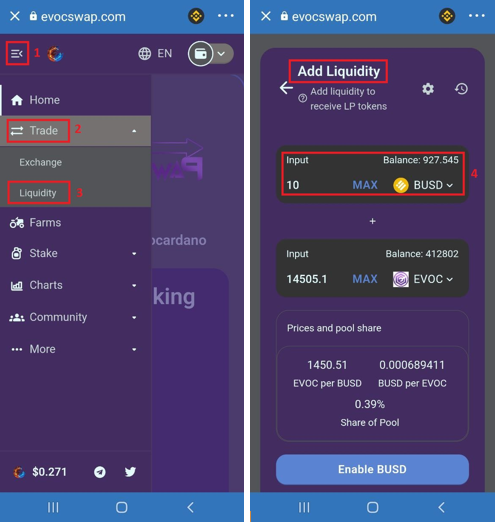 evocswap.com
1
EN
Home
Trade
2
Exchange
Liquidity
3
Farms
Stake
Charts
Community
More
$0.271
ocardano
king
evocswap.com
Add Liquidity
Add liquidity to
receive LP tokens
Input
Balance: 927.545
4
10
MAX
BUSD
+
Input
Balance: 412802
14505.1
MAX
EVOC
Prices and pool share
1450.51
0.000689411
EVOC per BUSD
BUSD per EVOC
0.39%
Share of Pool
Enable BUSD